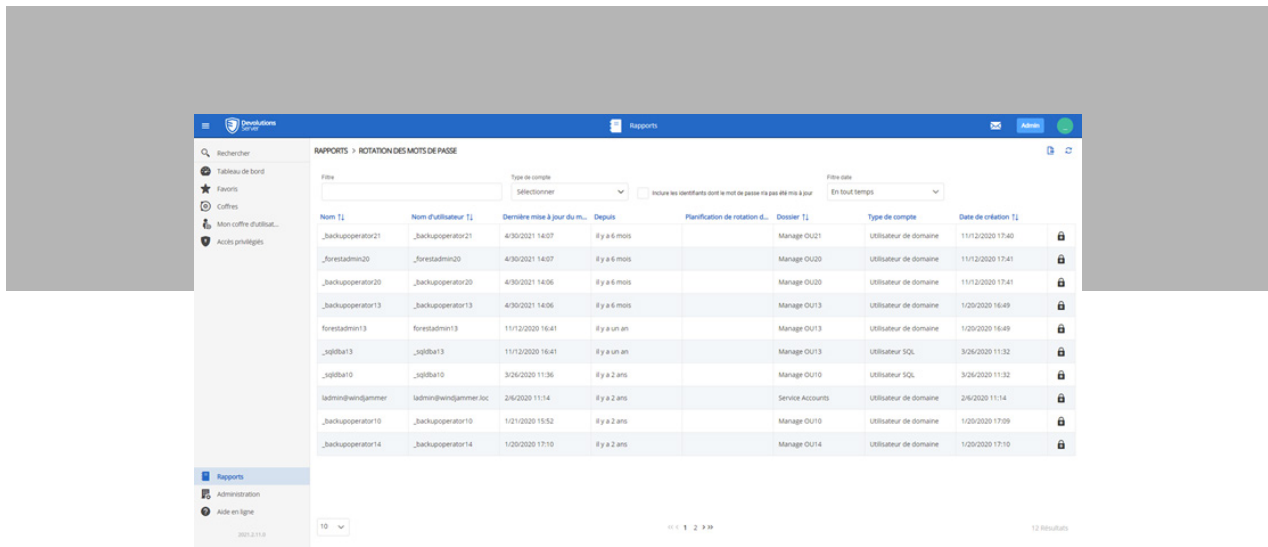 Devolutions
Server
Rapports
Admin
Rechercher
Tableau de bord
Favoris
Coffres
Mon coffre d'utilisat...
Accès privilégiés
Rapports
Administration
Aide en ligne
2021.2.11.0
RAPPORTS > ROTATION DES MOTS DE PASSE
Filtre
Type de compte
Sélectionner
Inclure les identifiants dont le mot de passe n'a pas été mis à jour
Filtre date
En tout temps
Nom Nom d'utilisateur Dernière mise à jour du m... Depuis Planification de rotation d... Dossier Type de compte Date de création
_backupoperator21 _backupoperator21 4/30/2021 14:07 il y a 6 mois Manage OU21 Utilisateur de domaine 11/12/2020 17:40
_forestadmin20 _forestadmin20 4/30/2021 14:07 il y a 6 mois Manage OU20 Utilisateur de domaine 11/12/2020 17:41
_backupoperator20 _backupoperator20 4/30/2021 14:06 il y a 6 mois Manage OU20 Utilisateur de domaine 11/12/2020 17:41
_backupoperator13 _backupoperator13 4/30/2021 14:06 il y a 6 mois Manage OU13 Utilisateur de domaine 1/20/2020 16:49
forestadmin13 forestadmin13 11/12/2020 16:41 il y a un an Manage OU13 Utilisateur de domaine 1/20/2020 16:49
_sqldba13 _sqldba13 11/12/2020 16:41 il y a un an Manage OU13 Utilisateur SQL 3/26/2020 11:32
_sqldba10 _sqldba10 3/26/2020 11:36 il y a 2 ans Manage OU10 Utilisateur SQL 3/26/2020 11:32
ladmin@windjammer ladmin@windjammer.loc 2/6/2020 11:14 il y a 2 ans Service Accounts Utilisateur de domaine 2/6/2020 11:14
_backupoperator10 _backupoperator10 1/21/2020 15:52 il y a 2 ans Manage OU10 Utilisateur de domaine 1/20/2020 17:09
_backupoperator14 _backupoperator14 1/20/2020 17:10 il y a 2 ans Manage OU14 Utilisateur de domaine 1/20/2020 17:10
10
1 2
12 Résultats